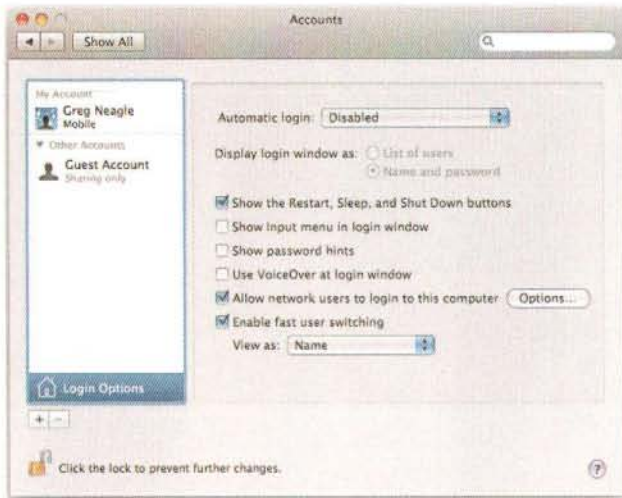 Accounts
Show All
My Account
Greg Neagle
Mobile
Other Accounts
Guest Account
Sharing only
Login Options
+ -
Automatic login: Disabled
Display login window as: List of users
Name and password
Show the Restart, Sleep, and Shut Down buttons
Show Input menu in login window
Show password hints
Use VoiceOver at login window
Allow network users to login to this computer Options...
Enable fast user switching
View as: Name
Click the lock to prevent further changes.
?